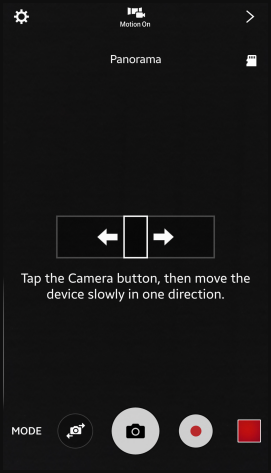 Motion On
Panorama
Tap the Camera button, then move the
device slowly in one direction.
MODE